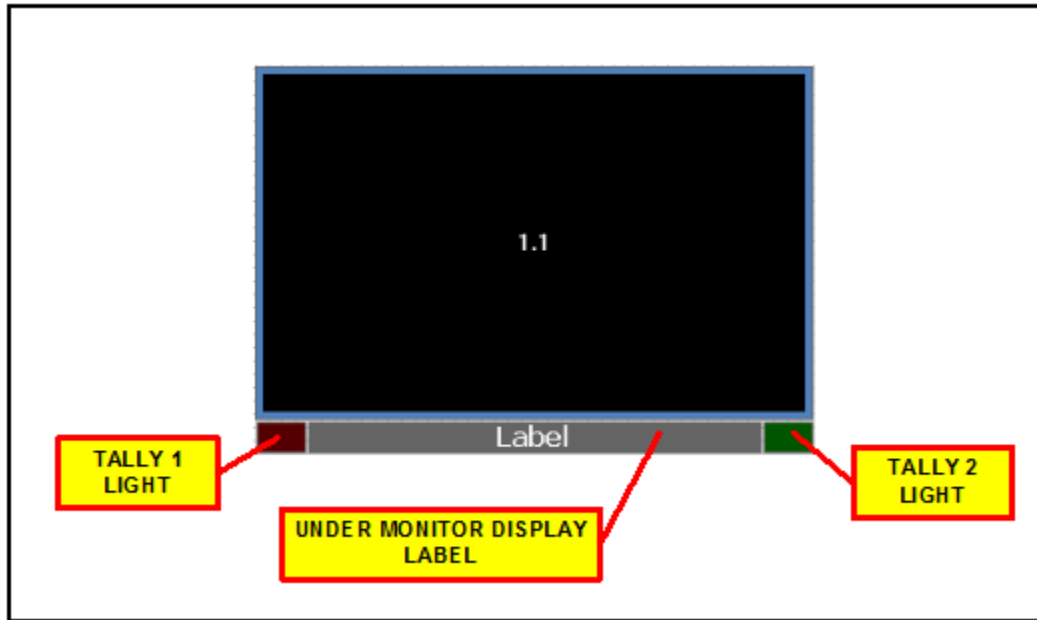 1.1
Label
TALLY 1
LIGHT
UNDER MONITOR DISPLAY
LABEL
TALLY 2
LIGHT